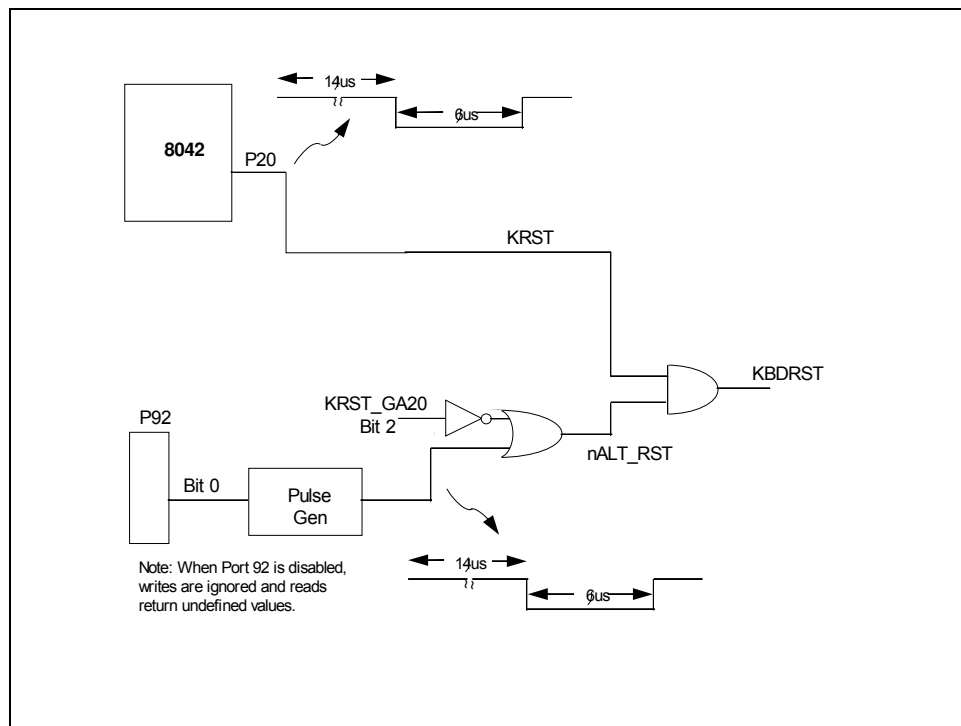 14us
6us
8042
P20
KRST
KBDRST
KRST_GA20
Bit 2
nALT_RST
P92
Bit 0
Pulse
Gen
14us
6us
Note: When Port 92 is disabled,
writes are ignored and reads
return undefined values.